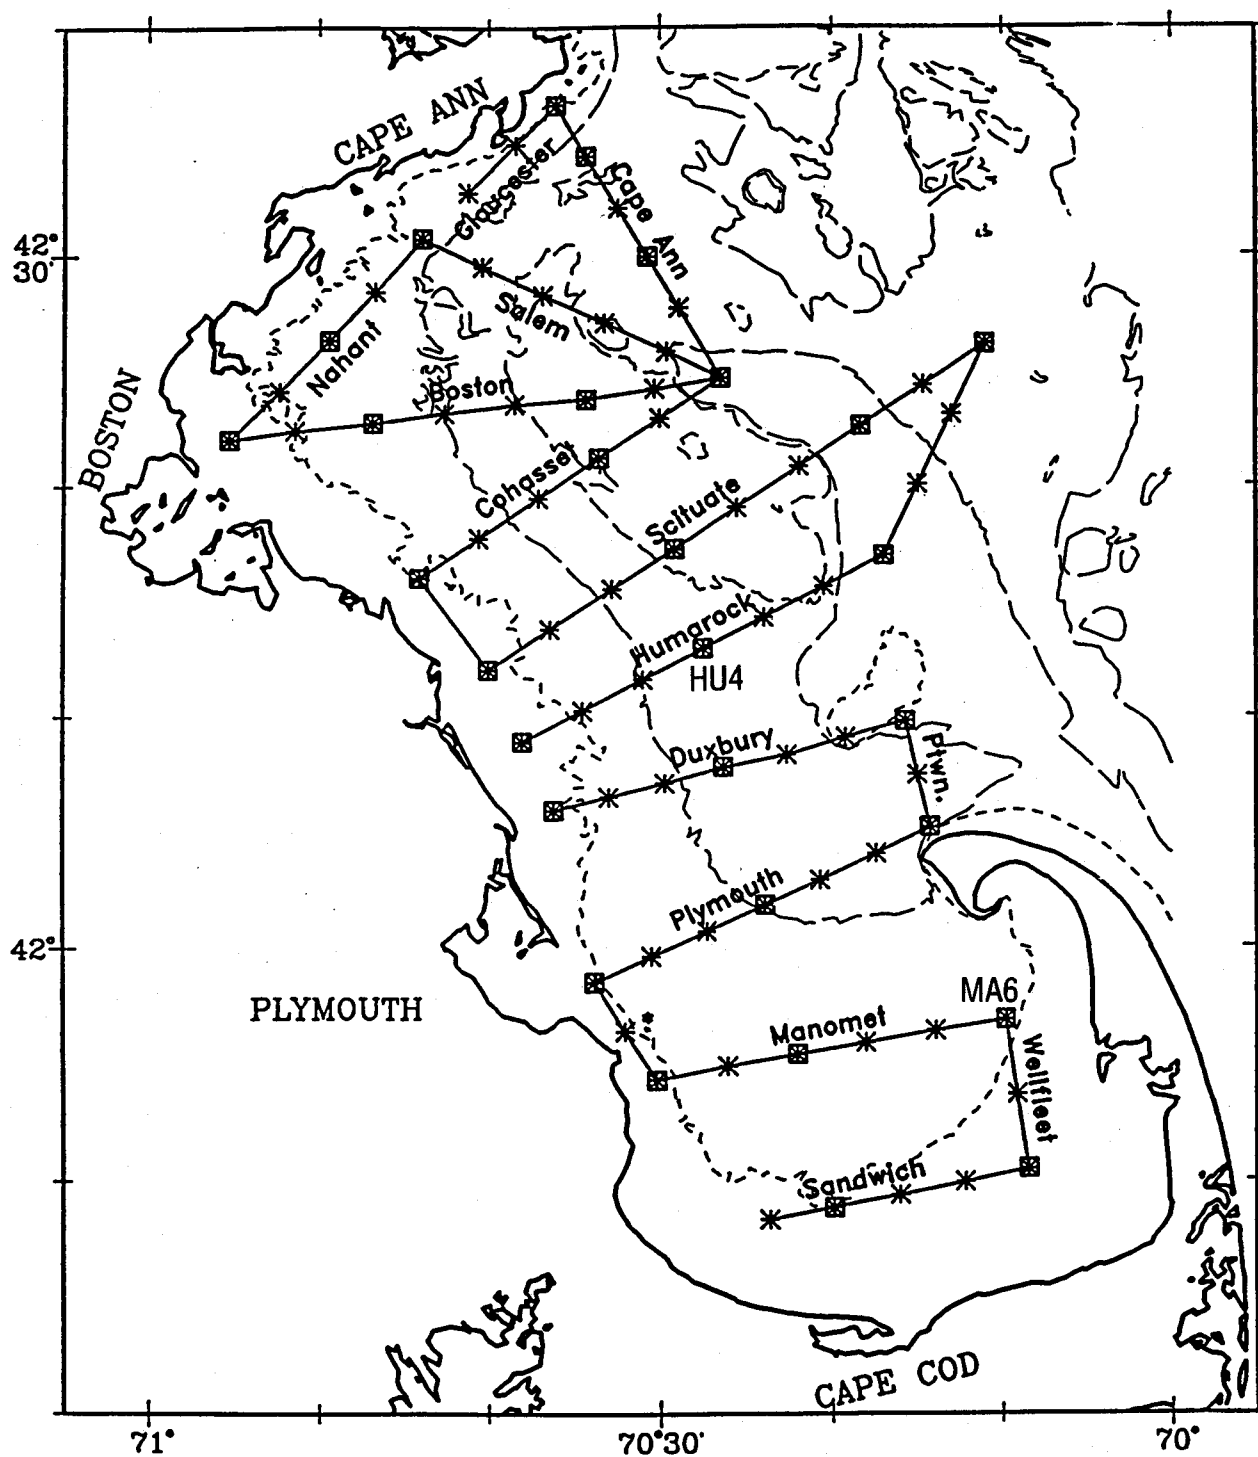 CAPE ANN
Gloucester
Cape Ann
42°
30'
Salem
Nahant
Boston
BOSTON
Cohasset
Scituate
Humarock
HU4
Duxbury
Ptwn.
Plymouth
42°
PLYMOUTH
MA6
Manomet
Wellfleet
Sandwich
CAPE COD
71°
70°30'
70°